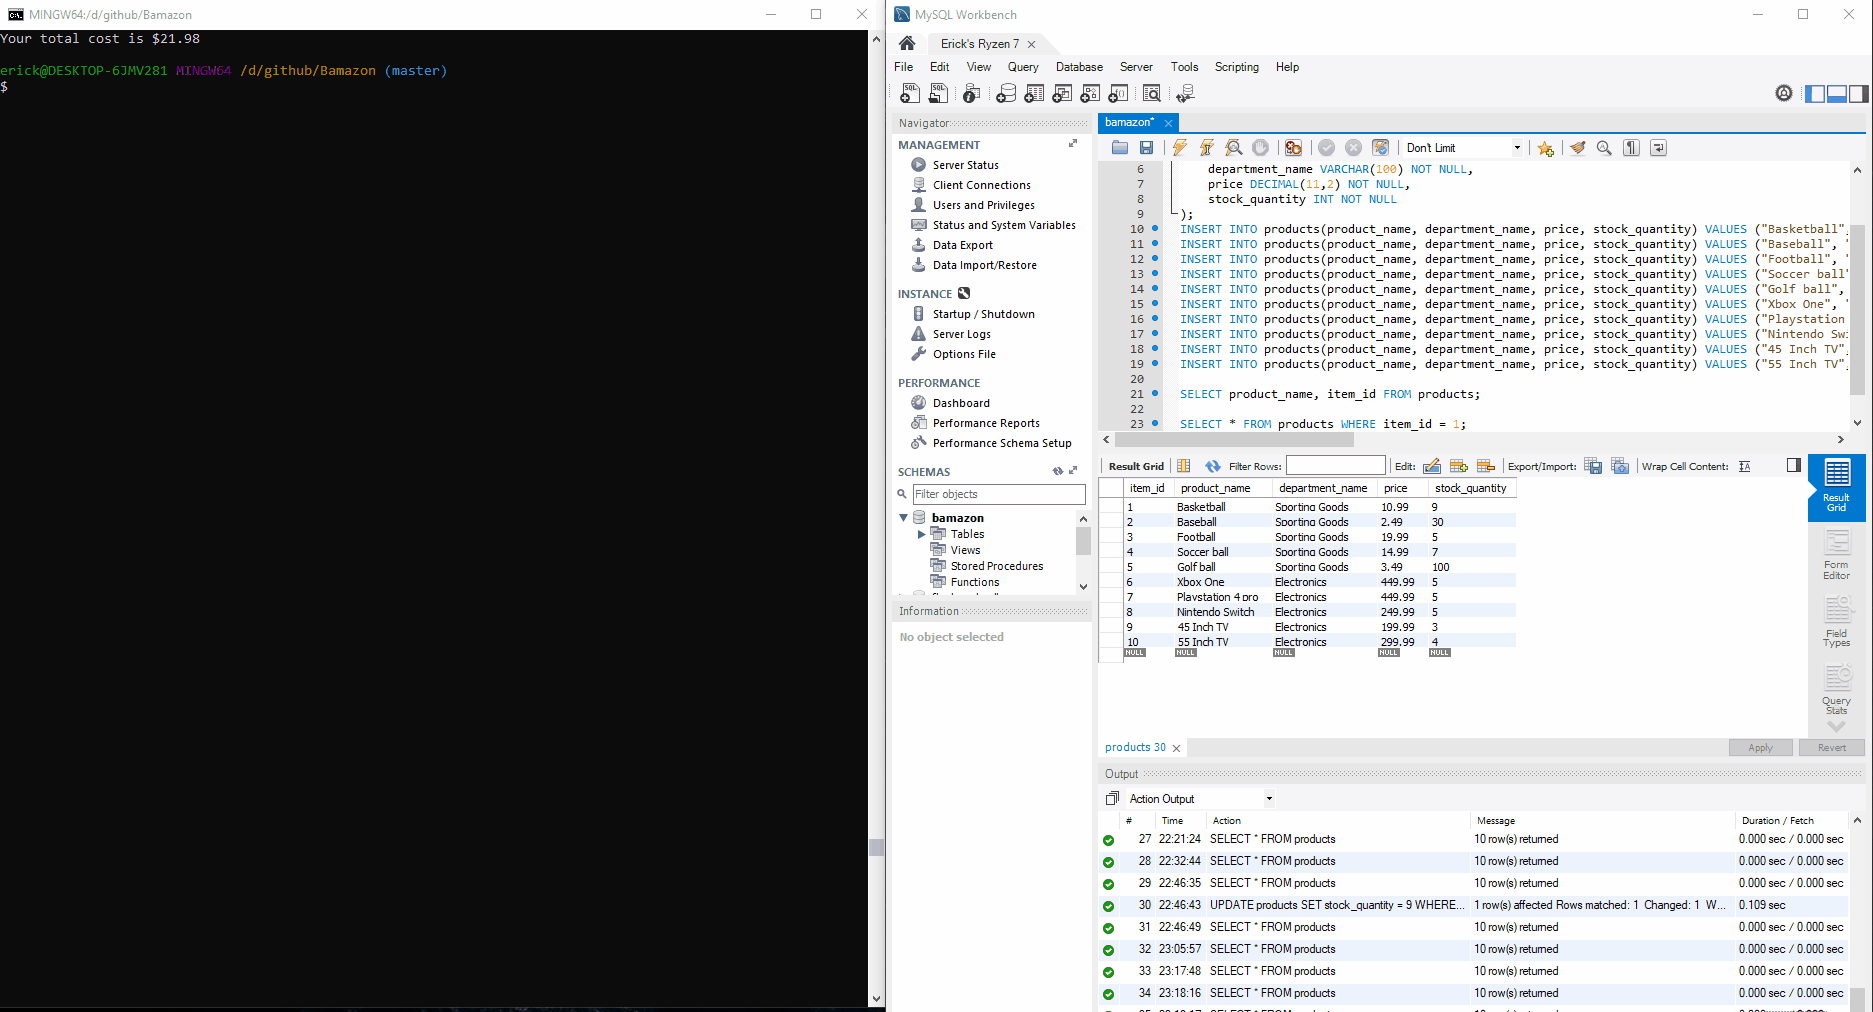 MINGW64:/d/github/Bamazon
Your total cost is $21.98
erick@DESKTOP-6JMV281 MINGW64 /d/github/Bamazon (master)
$
MySQL Workbench
Erick's Ryzen 7
File Edit View Query Database Server Tools Scripting Help
Navigator
MANAGEMENT
Server Status
Client Connections
Users and Privileges
Status and System Variables
Data Export
Data Import/Restore
INSTANCE
Startup / Shutdown
Server Logs
Options File
PERFORMANCE
Dashboard
Performance Reports
Performance Schema Setup
SCHEMAS
Filter objects
bamazon
Tables
Views
Stored Procedures
Functions
Information
No object selected
bamazon*
Don't Limit
6 department_name VARCHAR(100) NOT NULL,
7 price DECIMAL(11,2) NOT NULL,
8 stock_quantity INT NOT NULL
9 );
10 INSERT INTO products(product_name, department_name, price, stock_quantity) VALUES ("Basketball",
11 INSERT INTO products(product_name, department_name, price, stock_quantity) VALUES ("Baseball", "
12 INSERT INTO products(product_name, department_name, price, stock_quantity) VALUES ("Football", "
13 INSERT INTO products(product_name, department_name, price, stock_quantity) VALUES ("Soccer ball"
14 INSERT INTO products(product_name, department_name, price, stock_quantity) VALUES ("Golf ball",
15 INSERT INTO products(product_name, department_name, price, stock_quantity) VALUES ("Xbox One", "
16 INSERT INTO products(product_name, department_name, price, stock_quantity) VALUES ("Playstation
17 INSERT INTO products(product_name, department_name, price, stock_quantity) VALUES ("Nintendo Sw
18 INSERT INTO products(product_name, department_name, price, stock_quantity) VALUES ("45 Inch TV",
19 INSERT INTO products(product_name, department_name, price, stock_quantity) VALUES ("55 Inch TV",
20
21 SELECT product_name, item_id FROM products;
22
23 SELECT * FROM products WHERE item_id = 1;
Result Grid Filter Rows: Edit: Export/Import: Wrap Cell Content:
item_id product_name department_name price stock_quantity
1 Basketball Sporting Goods 10.99 9
2 Baseball Sporting Goods 2.49 30
3 Football Sporting Goods 19.99 5
4 Soccer ball Sporting Goods 14.99 7
5 Golf ball Sporting Goods 3.49 100
6 Xbox One Electronics 449.99 5
7 Playstation 4 pro Electronics 449.99 5
8 Nintendo Switch Electronics 249.99 5
9 45 Inch TV Electronics 199.99 3
10 55 Inch TV Electronics 299.99 4
NULL NULL NULL NULL NULL
Result Grid
Form Editor
Field Types
Query Stats
products 30
Apply Revert
Output
Action Output
# Time Action Message Duration / Fetch
27 22:21:24 SELECT * FROM products 10 row(s) returned 0.000 sec / 0.000 sec
28 22:32:44 SELECT * FROM products 10 row(s) returned 0.000 sec / 0.000 sec
29 22:46:35 SELECT * FROM products 10 row(s) returned 0.000 sec / 0.000 sec
30 22:46:43 UPDATE products SET stock_quantity = 9 WHERE... 1 row(s) affected Rows matched: 1 Changed: 1 W... 0.109 sec
31 22:46:49 SELECT * FROM products 10 row(s) returned 0.000 sec / 0.000 sec
32 23:05:57 SELECT * FROM products 10 row(s) returned 0.000 sec / 0.000 sec
33 23:17:48 SELECT * FROM products 10 row(s) returned 0.000 sec / 0.000 sec
34 23:18:16 SELECT * FROM products 10 row(s) returned 0.000 sec / 0.000 sec